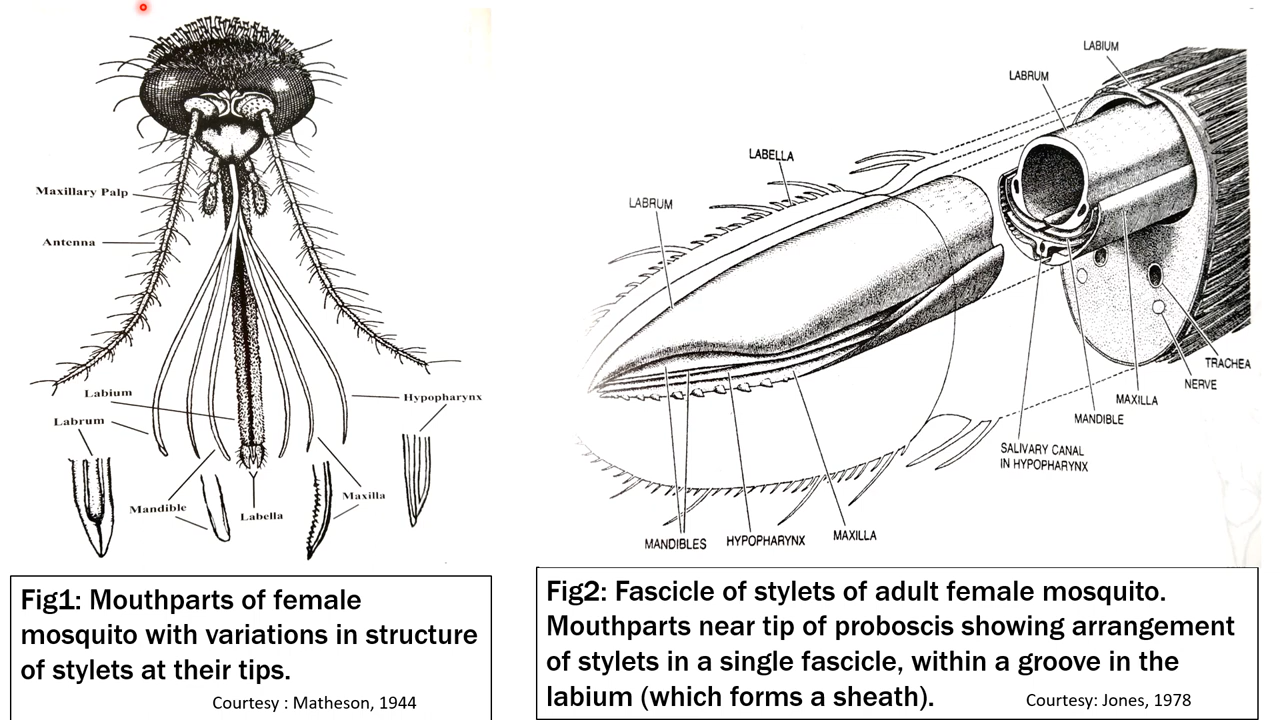 Maxillary Palp
Antenna
Labium
Labrum
Hypopharynx
Mandible
Labella
Maxilla
Fig1: Mouthparts of female
mosquito with variations in structure
of stylets at their tips.
Courtesy : Matheson, 1944
LABIUM
LABRUM
LABELLA
LABRUM
TRACHEA
NERVE
MAXILLA
MANDIBLE
SALIVARY CANAL
IN HYPOPHARYNX
MANDIBLES
HYPOPHARYNX
MAXILLA
Fig2: Fascicle of stylets of adult female mosquito.
Mouthparts near tip of proboscis showing arrangement
of stylets in a single fascicle, within a groove in the
labium (which forms a sheath).
Courtesy: Jones, 1978